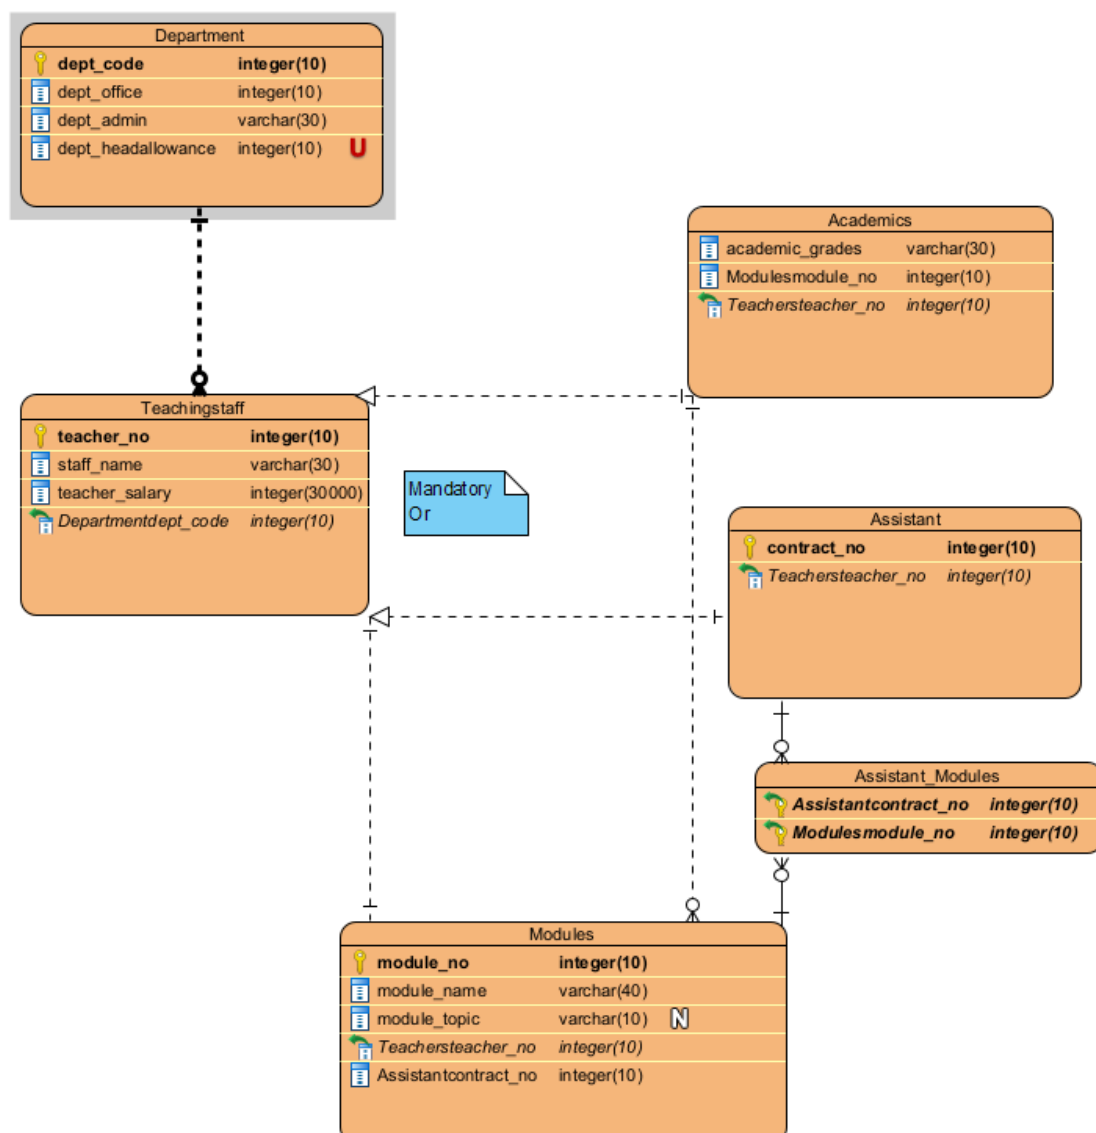 Department
dept_code integer(10)
dept_office integer(10)
dept_admin varchar(30)
dept_headallowance integer(10) U
Academics
academic_grades varchar(30)
Modulesmodule_no integer(10)
Teachersteacher_no integer(10)
Teachingstaff
teacher_no integer(10)
staff_name varchar(30)
teacher_salary integer(30000)
Departmentdept_code integer(10)
Mandatory
Or
Assistant
contract_no integer(10)
Teachersteacher_no integer(10)
Assistant_Modules
Assistantcontract_no integer(10)
Modulesmodule_no integer(10)
Modules
module_no integer(10)
module_name varchar(40)
module_topic varchar(10) N
Teachersteacher_no integer(10)
Assistantcontract_no integer(10)